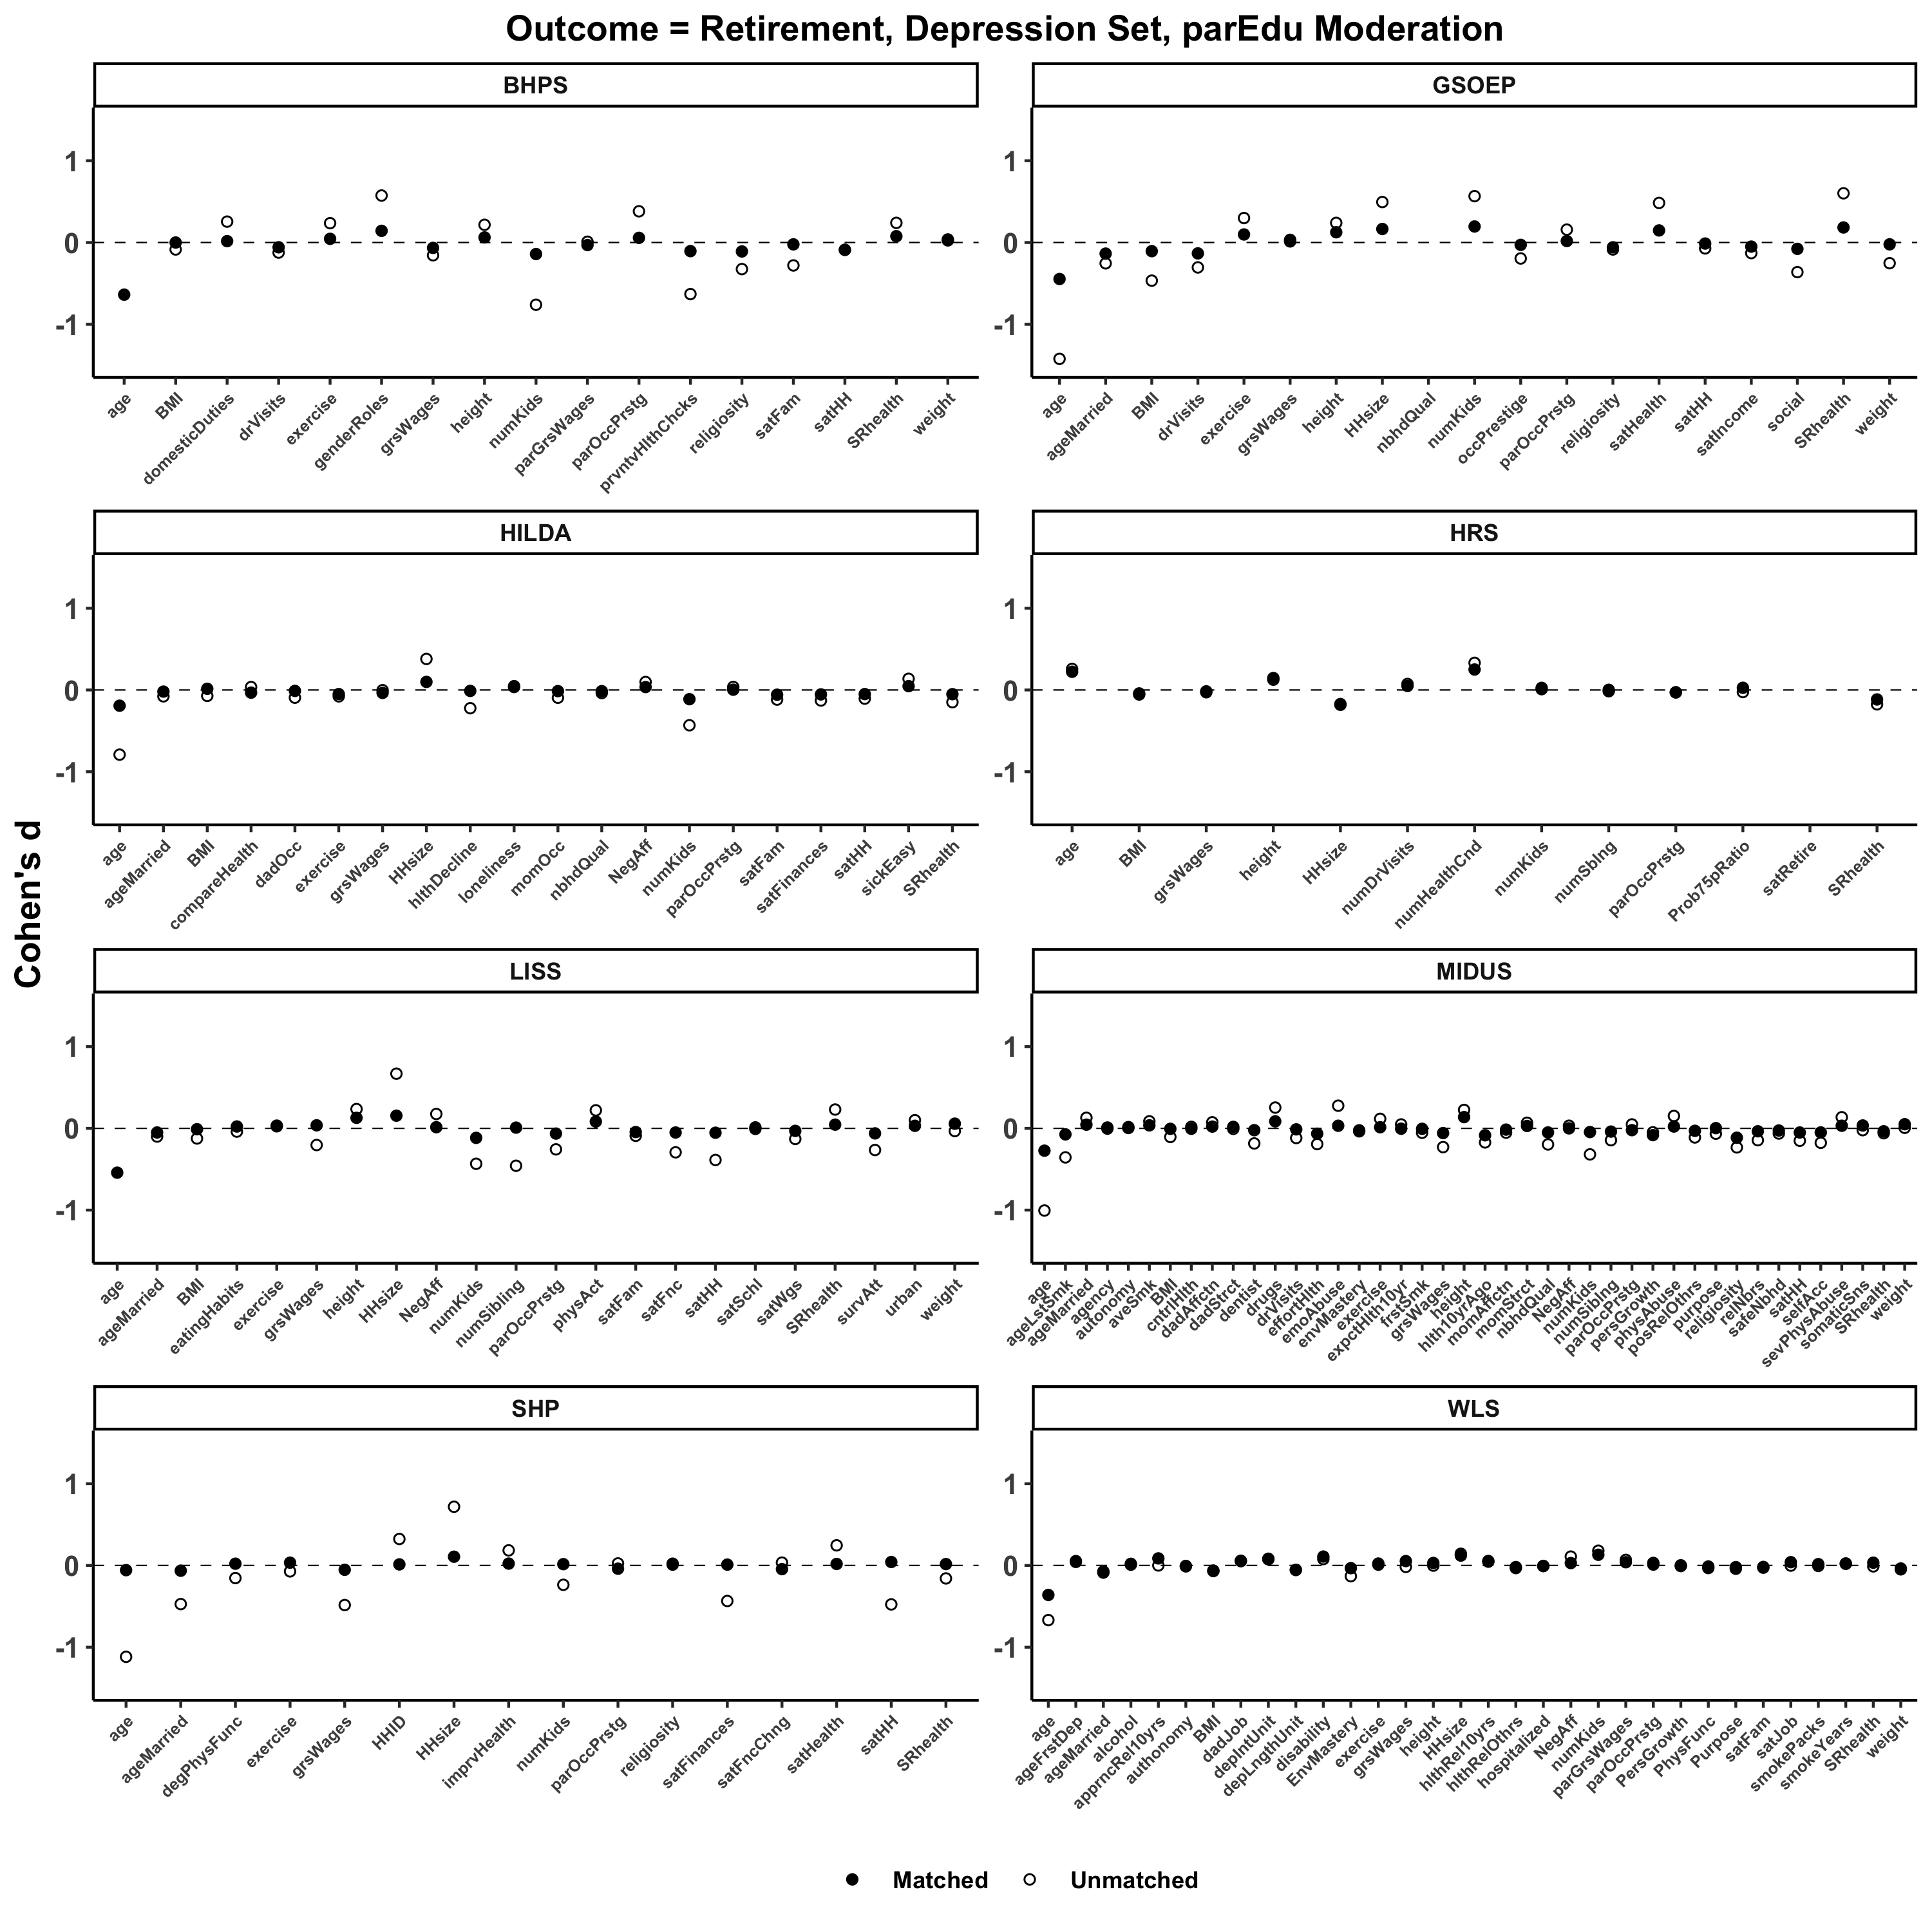 Outcome = Retirement, Depression Set, parEdu Moderation
Cohen's d
BHPS
1
0
-1
age
BMI
domesticDuties
drVisits
exercise
genderRoles
grsWages
height
numKids
parGrsWages
parOccPrstg
prvntvHlthChcks
religiosity
satFam
satHH
SRhealth
weight
GSOEP
1
0
-1
age
ageMarried
BMI
drVisits
exercise
grsWages
height
HHsize
nbhdQual
numKids
occPrestige
parOccPrstg
religiosity
satHealth
satHH
satIncome
social
SRhealth
weight
HILDA
1
0
-1
age
ageMarried
BMI
compareHealth
dadOcc
exercise
grsWages
HHsize
hlthDecline
loneliness
momOcc
nbhdQual
NegAff
numKids
parOccPrstg
satFam
satFinances
satHH
sickEasy
SRhealth
HRS
1
0
-1
age
BMI
grsWages
height
HHsize
numDrVisits
numHealthCnd
numKids
numSblng
parOccPrstg
Prob75pRatio
satRetire
SRhealth
LISS
1
0
-1
age
ageMarried
BMI
eatingHabits
exercise
grsWages
height
HHsize
NegAff
numKids
numSibling
parOccPrstg
physAct
satFam
satFnc
satHH
satSchl
satWgs
SRhealth
survAtt
urban
weight
MIDUS
1
0
-1
age
ageLstSmk
ageMarried
agency
autonomy
aveSmk
BMI
cntrlHlth
dadAffctn
dadStrct
dentist
drugs
drVisits
effortHlth
emoAbuse
envMastery
exercise
expctHlth10yr
frstSmk
grsWages
height
hlth10yrAgo
momAffctn
momStrct
nbhdQual
NegAff
numKids
numSiblng
parOccPrstg
persGrowth
physAbuse
posRelOthrs
purpose
religiosity
relNbrs
safeNbhd
satHH
selfAcc
sevPhysAbuse
somaticSns
SRhealth
weight
SHP
1
0
-1
age
ageMarried
degPhysFunc
exercise
grsWages
HHID
HHsize
imprvHealth
numKids
parOccPrstg
religiosity
satFinances
satFncChng
satHealth
satHH
SRhealth
WLS
1
0
-1
age
ageFrstDep
ageMarried
alcohol
apprncRel10yrs
authonomy
BMI
dadJob
depIntUnit
depLngthUnit
disability
EnvMastery
exercise
grsWages
height
HHsize
hlthRel10yrs
hlthRelOthrs
hospitalized
NegAff
numKids
parGrsWages
parOccPrstg
PersGrowth
PhysFunc
Purpose
satFam
satJob
smokePacks
smokeYears
SRhealth
weight
Matched
Unmatched